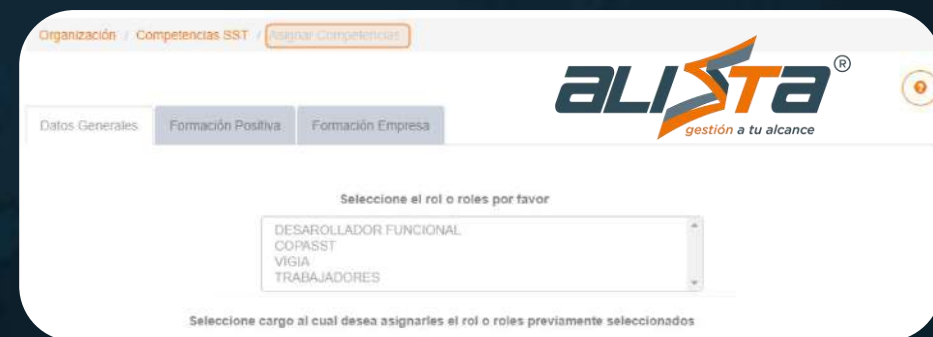 Organización / Competencias SST / Asignar Competencias
ALISTA ®
gestión a tu alcance
Datos Generales Formación Positiva Formación Empresa
Seleccione el rol o roles por favor
DESAROLLADOR FUNCIONAL
COPASST
VIGIA
TRABAJADORES
Seleccione cargo al cual desea asignarles el rol o roles previamente seleccionados